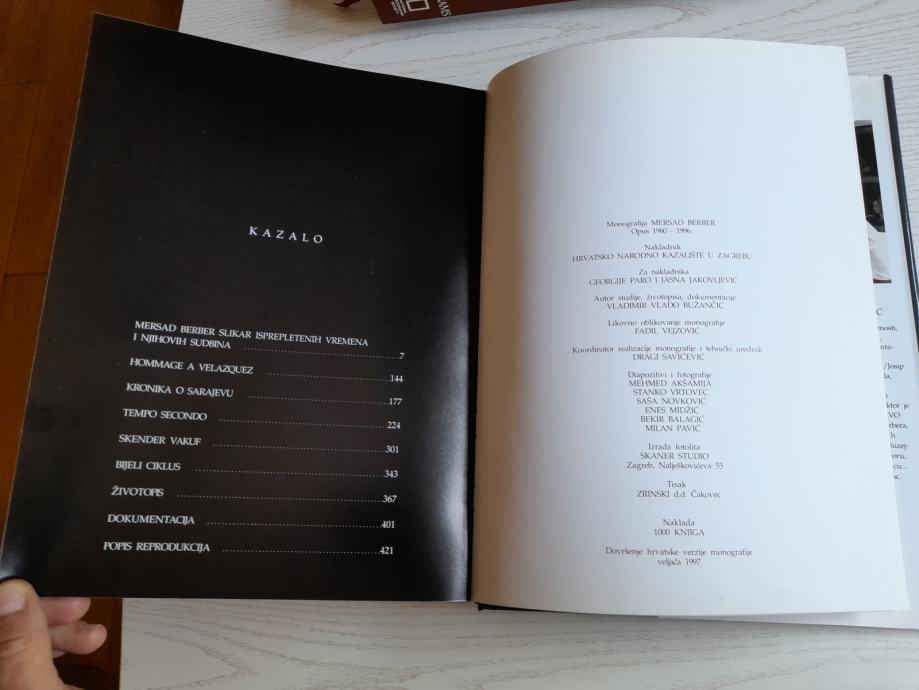 AMS
KAZALO
MERSAD BERBER SLIKAR ISPREPLETENIH VREMENA
I NJIHOVIH SUDBINA 7
HOMMAGE A VELAZQUEZ 144
KRONIKA O SARAJEVU 177
TEMPO SECONDO 224
SKENDER VAKUF 301
BIJELI CIKLUS 343
ŽIVOTOPIS 367
DOKUMENTACIJA 401
POPIS REPRODUKCIJA 421
Monografija MERSAD BERBER
Opus 1960 - 1996.
Nakladnik
HRVATSKO NARODNO KAZALIŠTE U ZAGREBU
Za nakladnika
GEORGIJE PARO I JASNA JAKOVLJEVIĆ
Autor studije, životopisa, dokumentacije
VLADIMIR VLADO BUŽANČIĆ
Likovno oblikovanje monografije
FADIL VEJZOVIĆ
Koordinator realizacije monografije i tehnički urednik
DRAGI SAVIĆEVIĆ
Diapozitivi i fotografije
MEHMED AKŠAMIJA
STANKO VRTOVEC
SAŠA NOVKOVIĆ
ENES MIDŽIĆ
BEKIR BALAGIĆ
MILAN PAVIĆ
Izrada fotolita
SKANER STUDIO
Zagreb, Nalješkovićeva 55
Tisak
ZRINSKI d.d. Čakovec
Naklada
1000 KNJIGA
Dovršenje hrvatske verzije monografije
veljača 1997.
/Josip